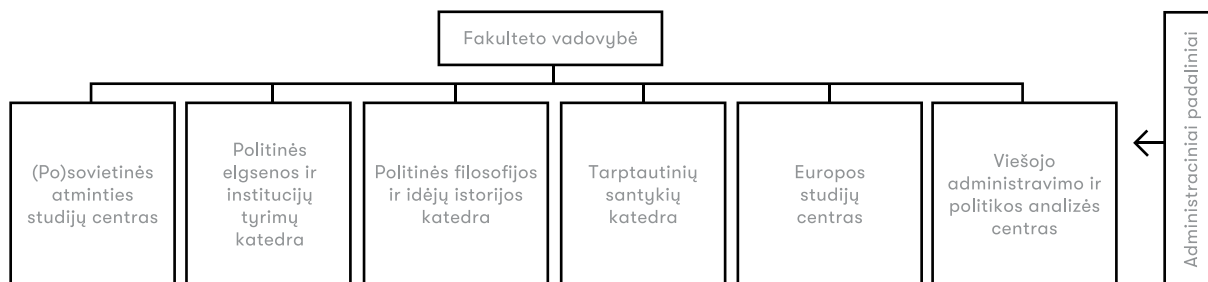 Fakulteto vadovybė
(Po)sovietinės
atminties
studijų centras
Politinės
elgsenos ir
institucijų
tyrimų
katedra
Politinės filosofijos
ir idėjų istorijos
katedra
Tarptautinių
santykių
katedra
Europos
studijų
centras
Viešojo
administravimo ir
politikos analizės
centras
Administraciniai padaliniai